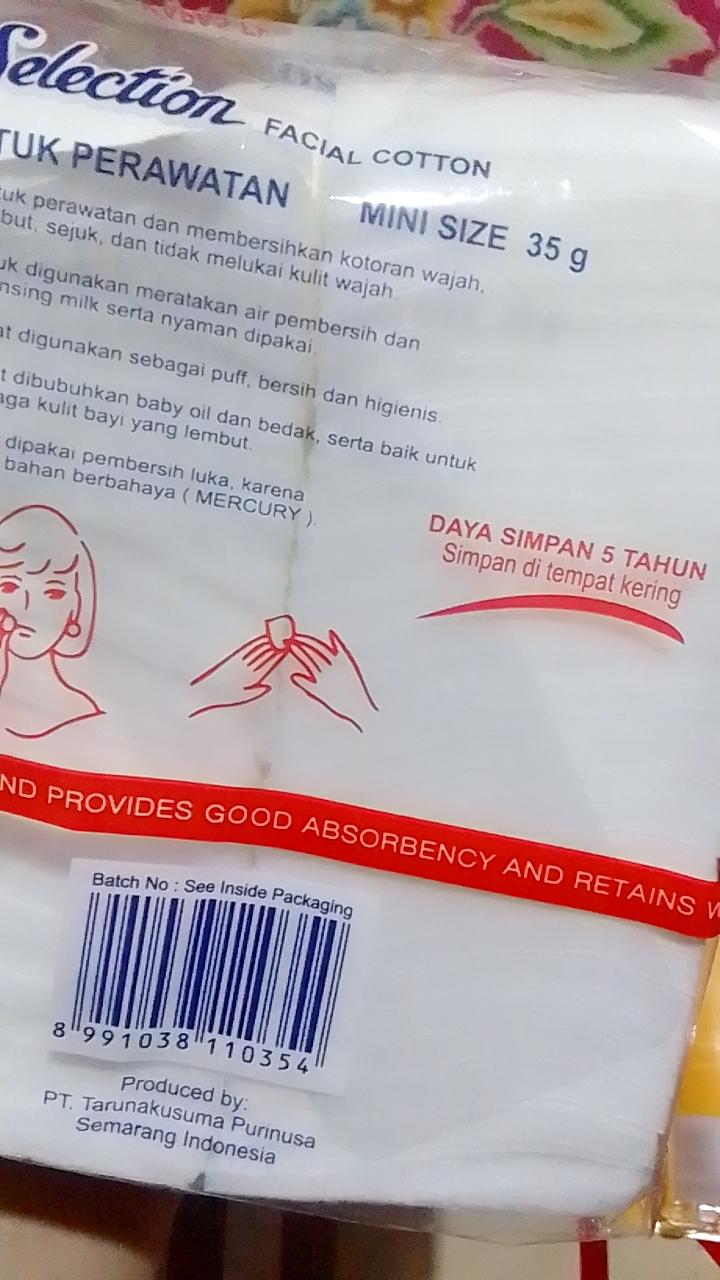 Selection FACIAL COTTON
TUK PERAWATAN MINI SIZE 35 g
tuk perawatan dan membersihkan kotoran wajah,
but, sejuk, dan tidak melukai kulit wajah.
uk digunakan meratakan air pembersih dan
nsing milk serta nyaman dipakai.
at digunakan sebagai puff, bersih dan higienis.
t dibubuhkan baby oil dan bedak, serta baik untuk
aga kulit bayi yang lembut.
dipakai pembersih luka, karena
bahan berbahaya ( MERCURY ).
DAYA SIMPAN 5 TAHUN
Simpan di tempat kering
ND PROVIDES GOOD ABSORBENCY AND RETAINS W
Batch No : See Inside Packaging
8 991038 110354
Produced by:
PT. Tarunakusuma Purinusa
Semarang Indonesia